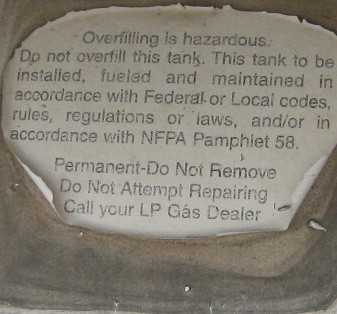 Overfilling is hazardous.
Do not overfill this tank. This tank to be
installed, fueled and maintained in
accordance with Federal or Local codes,
rules, regulations or laws, and/or in
accordance with NFPA Pamphlet 58.
Permanent-Do Not Remove
Do Not Attempt Repairing
Call your LP Gas Dealer